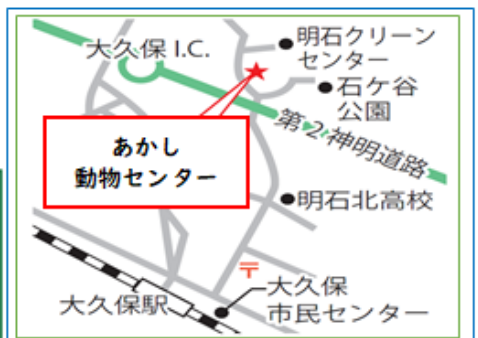 大久保 I.C.
明石クリーン
センター
石ケ谷
公園
第2神明道路
あかし
動物センター
明石北高校
〒
大久保駅
大久保
市民センター